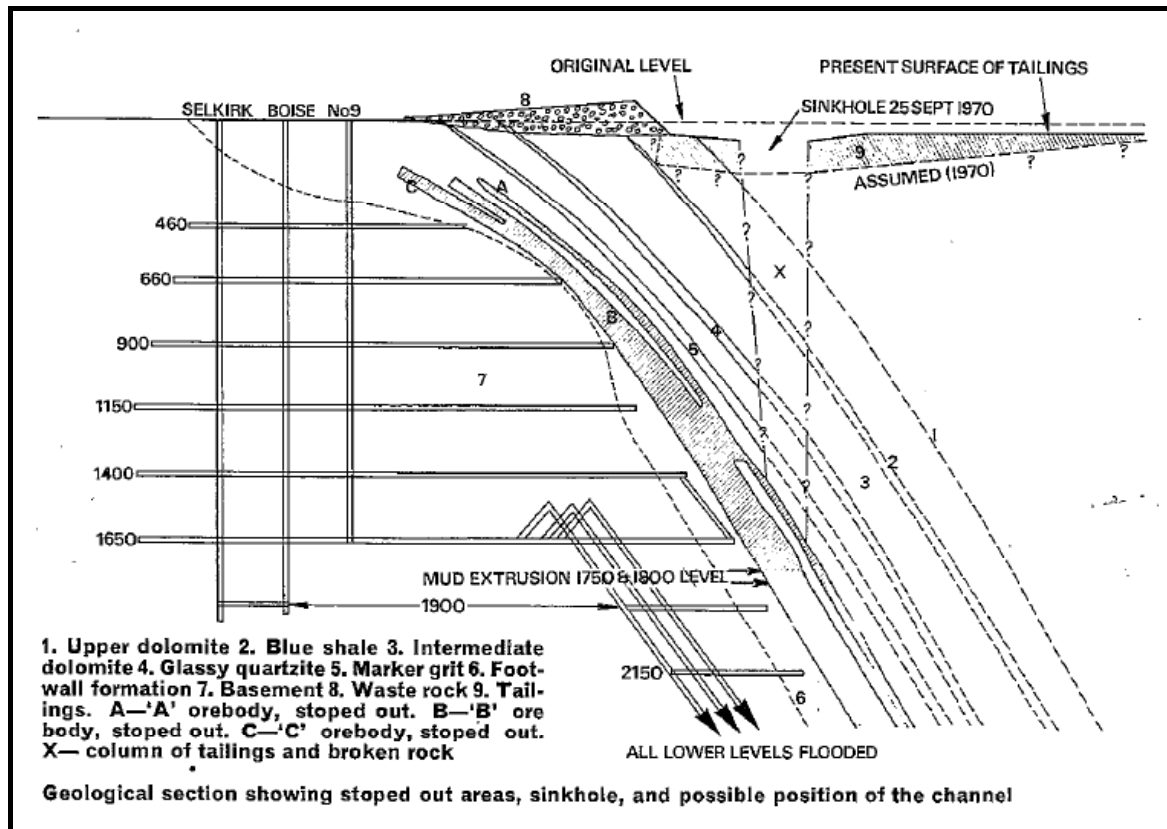 ORIGINAL LEVEL
PRESENT SURFACE OF TAILINGS
8
SELKIRK BOISE No9
SINKHOLE 25 SEPT 1970
? ? ? ? ? ? ? ?
9
ASSUMED (1970)
C
A
460
?
X
660
?
?
B
4
?
900
5
?
7
1150
?
1
?
2
1400
3
?
1650
MUD EXTRUSION 1750 & 1800 LEVEL
1900
2150
6
ALL LOWER LEVELS FLOODED
1. Upper dolomite 2. Blue shale 3. Intermediate
dolomite 4. Glassy quartzite 5. Marker grit 6. Foot-
wall formation 7. Basement 8. Waste rock 9. Tail-
ings. A—‘A’ orebody, stoped out. B—‘B’ ore
body, stoped out. C—‘C’ orebody, stoped out.
X— column of tailings and broken rock
Geological section showing stoped out areas, sinkhole, and possible position of the channel